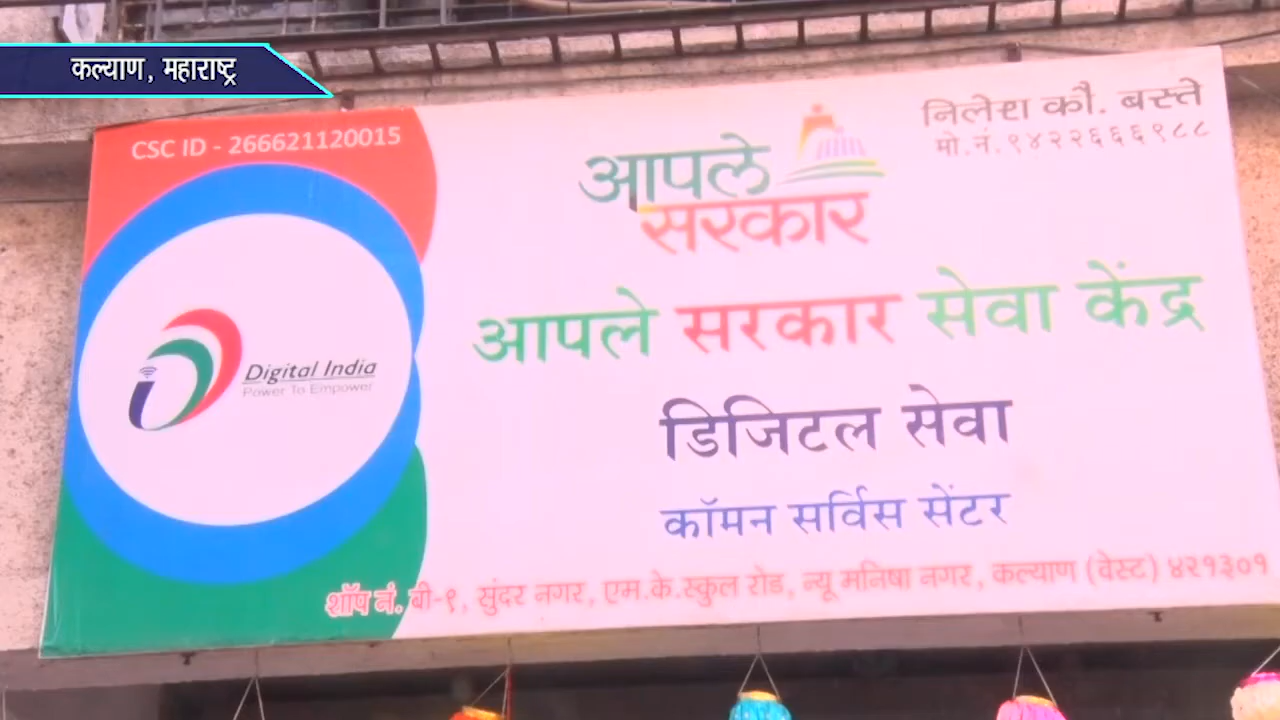 कल्याण, महाराष्ट्र
CSC ID - 266621120015
निलेश कौ. बस्ते
मो.नं.९४२२६६६९८८
आपले
सरकार
आपले सरकार सेवा केंद्र
Digital India
Power To Empower
डिजिटल सेवा
कॉमन सर्विस सेंटर
शॉप नं. बी-९, सुंदर नगर, एम.के.स्कुल रोड, न्यू मनिषा नगर, कल्याण (वेस्ट) ४२१३०१